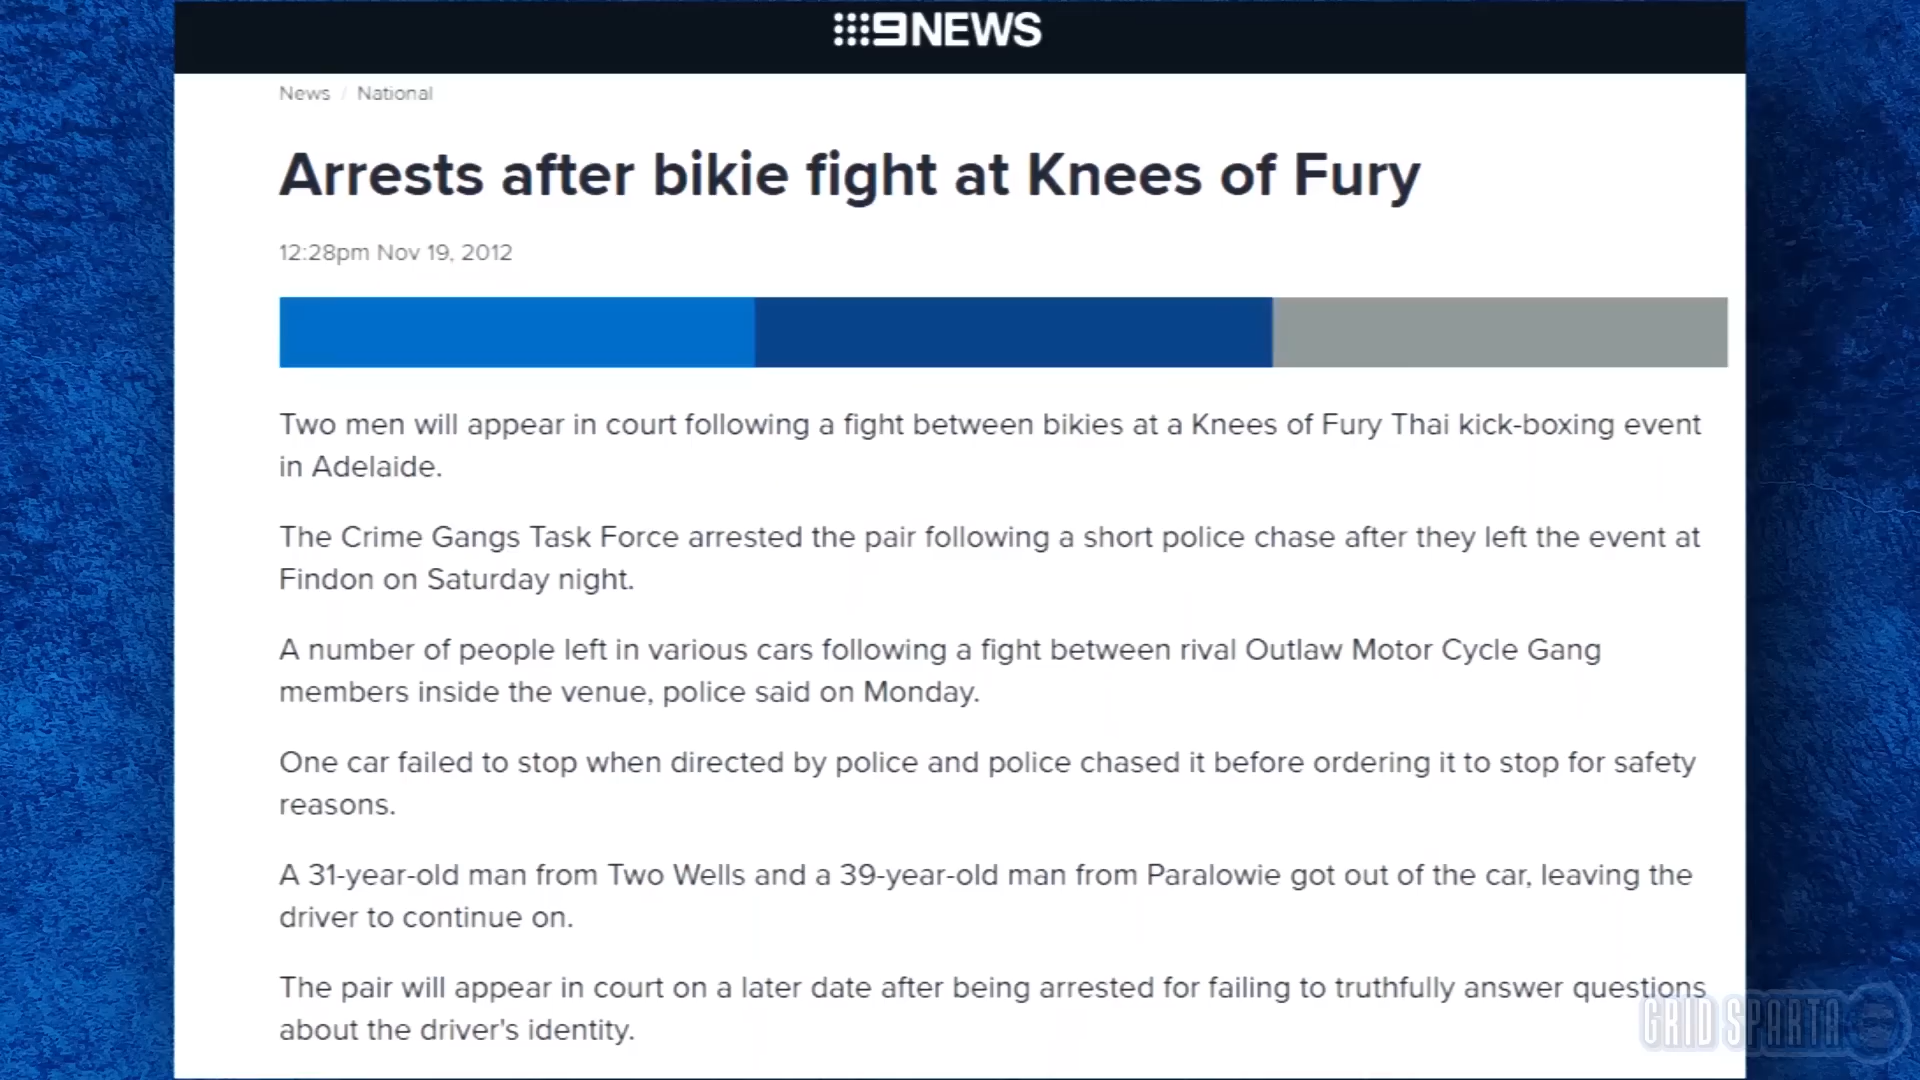 9NEWS
News / National
Arrests after bikie fight at Knees of Fury
12:28pm Nov 19, 2012
Two men will appear in court following a fight between bikies at a Knees of Fury Thai kick-boxing event
in Adelaide.
The Crime Gangs Task Force arrested the pair following a short police chase after they left the event at
Findon on Saturday night.
A number of people left in various cars following a fight between rival Outlaw Motor Cycle Gang
members inside the venue, police said on Monday.
One car failed to stop when directed by police and police chased it before ordering it to stop for safety
reasons.
A 31-year-old man from Two Wells and a 39-year-old man from Paralowie got out of the car, leaving the
driver to continue on.
The pair will appear in court on a later date after being arrested for failing to truthfully answer questions
about the driver's identity.
GRID SPARTA